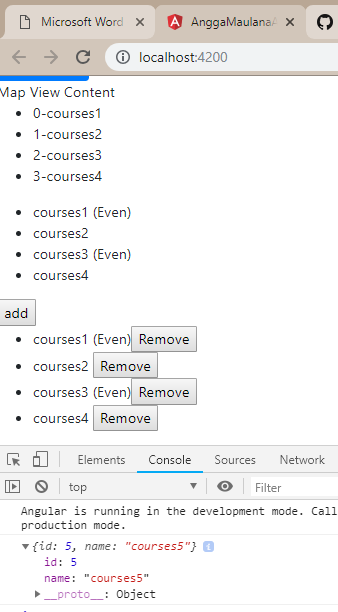 Microsoft Word
AnggaMaulana
localhost:4200
Map View Content
0-courses1
1-courses2
2-courses3
3-courses4
courses1 (Even)
courses2
courses3 (Even)
courses4
add
courses1 (Even) Remove
courses2 Remove
courses3 (Even) Remove
courses4 Remove
Elements Console Sources Network
top Filter
Angular is running in the development mode. Call
production mode.
{id: 5, name: "courses5"} i
id: 5
name: "courses5"
__proto__: Object